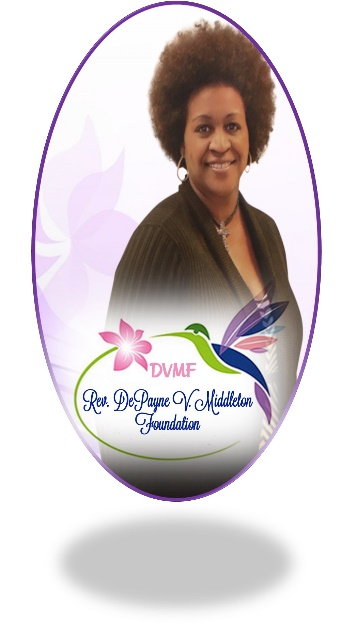 DVMF
Rev. DePayne V. Middleton
Foundation